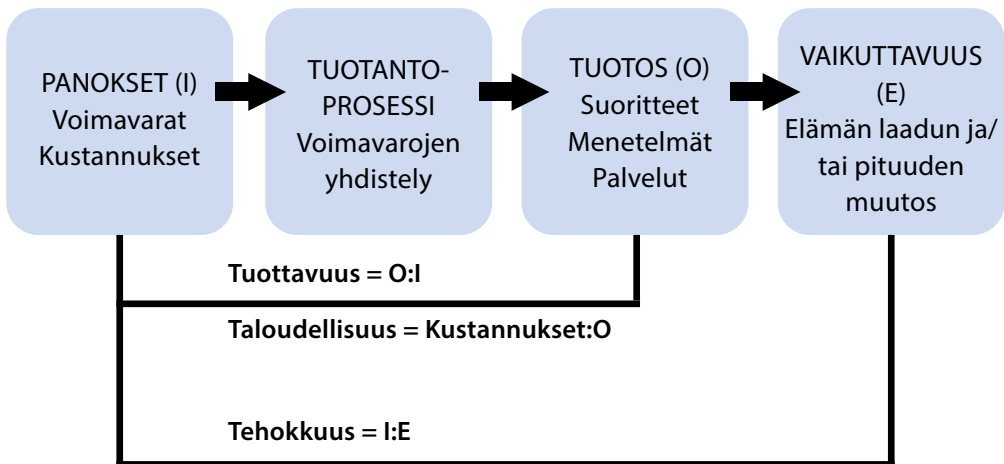 PANOKSET (I)
Voimavarat
Kustannukset
TUOTANTO-
PROSESSI
Voimavarojen
yhdistely
TUOTOS (O)
Suoritteet
Menetelmät
Palvelut
VAIKUTTAVUUS
(E)
Elämän laadun ja/
tai pituuden
muutos
Tuottavuus = O:I
Taloudellisuus = Kustannukset:O
Tehokkuus = I:E